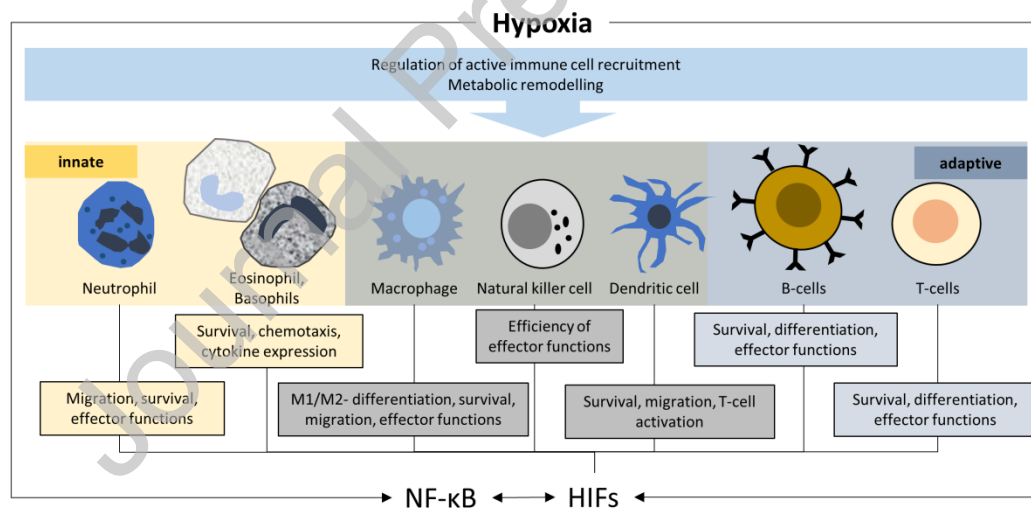 Hypoxia
Regulation of active immune cell recruitment
Metabolic remodelling
innate
adaptive
Neutrophil
Eosinophil,
Basophils
Macrophage
Natural killer cell
Dendritic cell
B-cells
T-cells
Survival, chemotaxis,
cytokine expression
Efficiency of
effector functions
Survival, differentiation,
effector functions
Migration, survival,
effector functions
M1/M2- differentiation, survival,
migration, effector functions
Survival, migration, T-cell
activation
Survival, differentiation,
effector functions
NF-κB
HIFs
Journal Pre